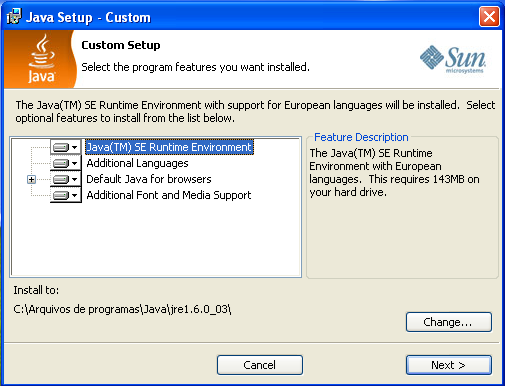 Java Setup - Custom
Custom Setup
Select the program features you want installed.
Java
Sun
microsystems
The Java(TM) SE Runtime Environment with support for European languages will be installed. Select
optional features to install from the list below.
Java(TM) SE Runtime Environment
Additional Languages
Default Java for browsers
Additional Font and Media Support
Feature Description
The Java(TM) SE Runtime
Environment with European
languages. This requires 143MB on
your hard drive.
Install to:
C:\Arquivos de programas\Java\jre1.6.0_03\
Change...
Cancel
Next >